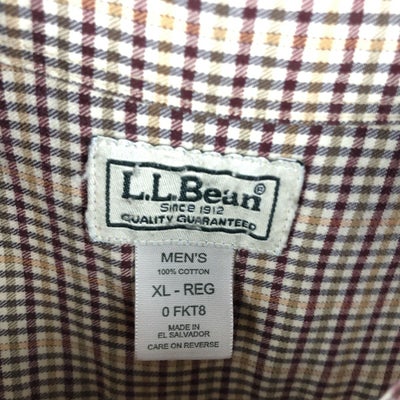 L.L.Bean®
Since 1912
QUALITY GUARANTEED
MEN'S
100% COTTON
XL - REG
0 FKT8
MADE IN
EL SALVADOR
CARE ON REVERSE